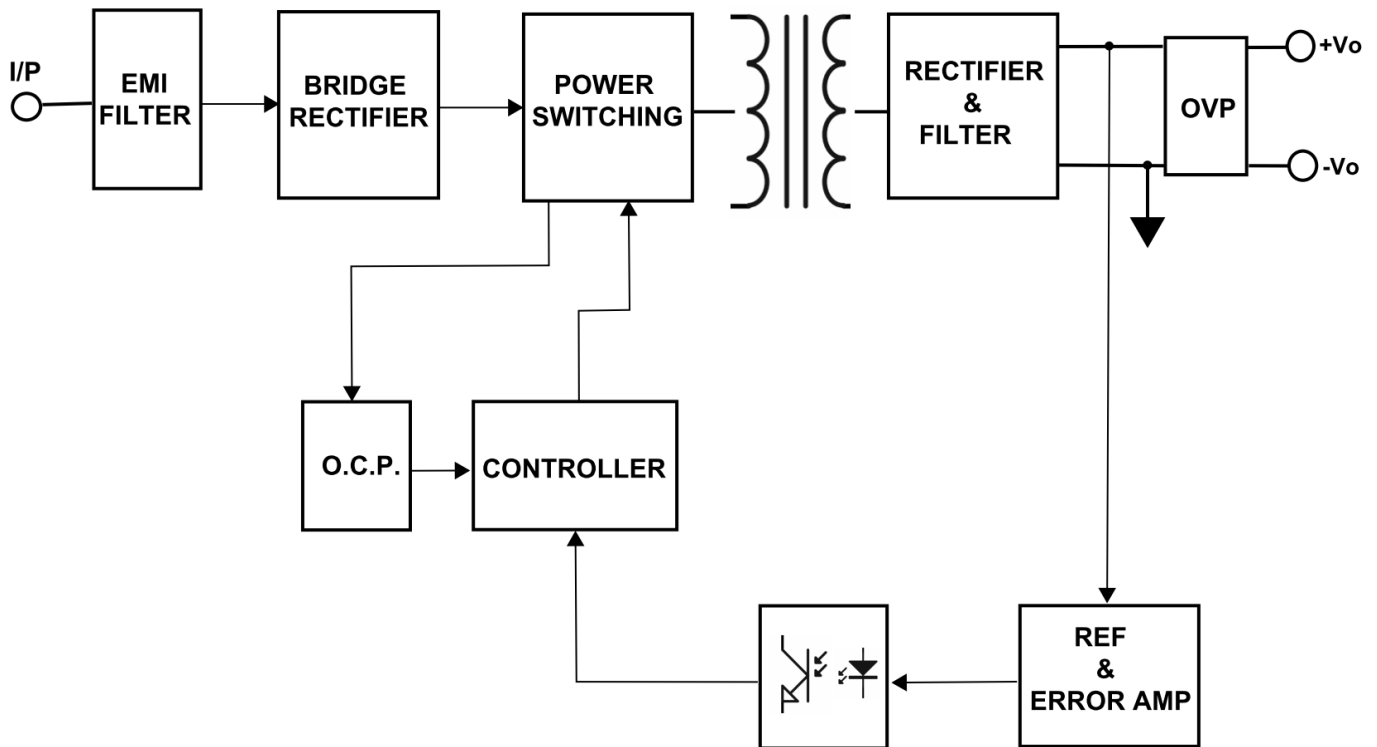 I/P
EMI
FILTER
BRIDGE
RECTIFIER
POWER
SWITCHING
RECTIFIER
&
FILTER
OVP
+Vo
-Vo
O.C.P.
CONTROLLER
REF
&
ERROR AMP